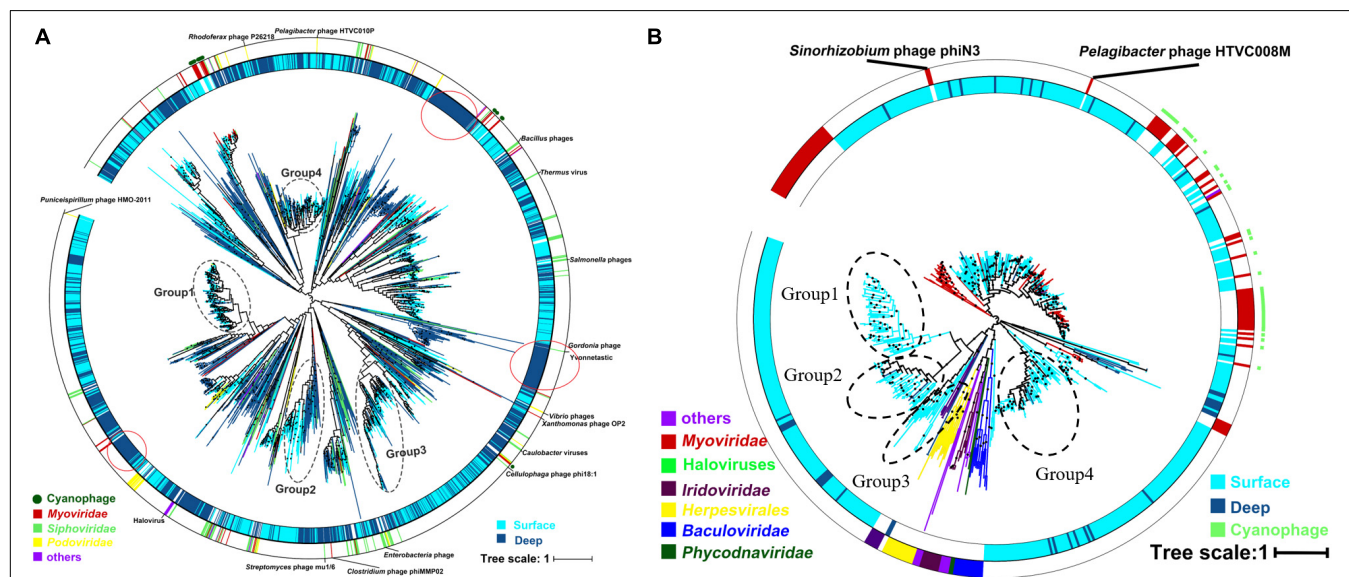 A
Rhodoferax phage P26218
Pelagibacter phage HTVC010P
Bacillus phages
Thermus virus
Salmonella phages
Gordonia phage
Yvonnetastic
Vibrio phages
Xanthomonas phage OP2
Caulobacter viruses
Cellulophaga phage phi18:1
Enterobacteria phage
Clostridium phage phiMMP02
Streptomyces phage mu1/6
Halovirus
Puniceispirillum phage HMO-2011
Group4
Group1
Group2
Group3
Cyanophage
Myoviridae
Siphoviridae
Podoviridae
others
Surface
Deep
Tree scale: 1
B
Sinorhizobium phage phiN3
Pelagibacter phage HTVC008M
Group1
Group2
Group3
Group4
others
Myoviridae
Haloviruses
Iridoviridae
Herpesvirales
Baculoviridae
Phycodnaviridae
Surface
Deep
Cyanophage
Tree scale:1